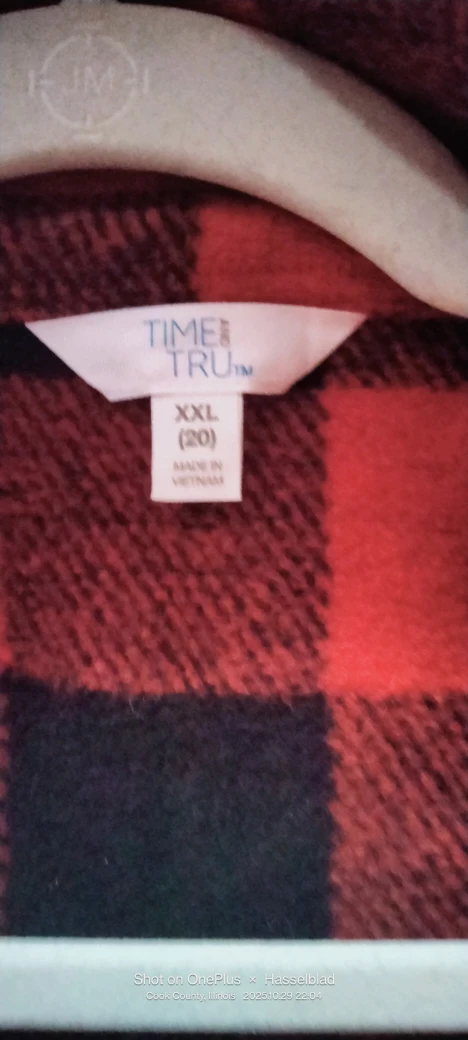 JM
TIME AND
TRU™
XXL
(20)
MADE IN
VIETNAM
Shot on OnePlus × Hasselblad
Cook County, Illinois 2025.10.29 22:04